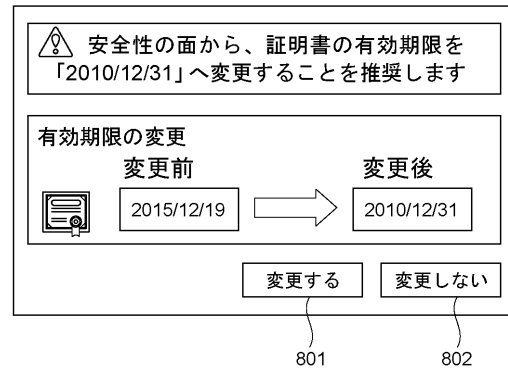 安全性の面から、証明書の有効期限を
「2010/12/31」へ変更することを推奨します
有効期限の変更
変更前
変更後
2015/12/19
2010/12/31
変更する
変更しない
801
802